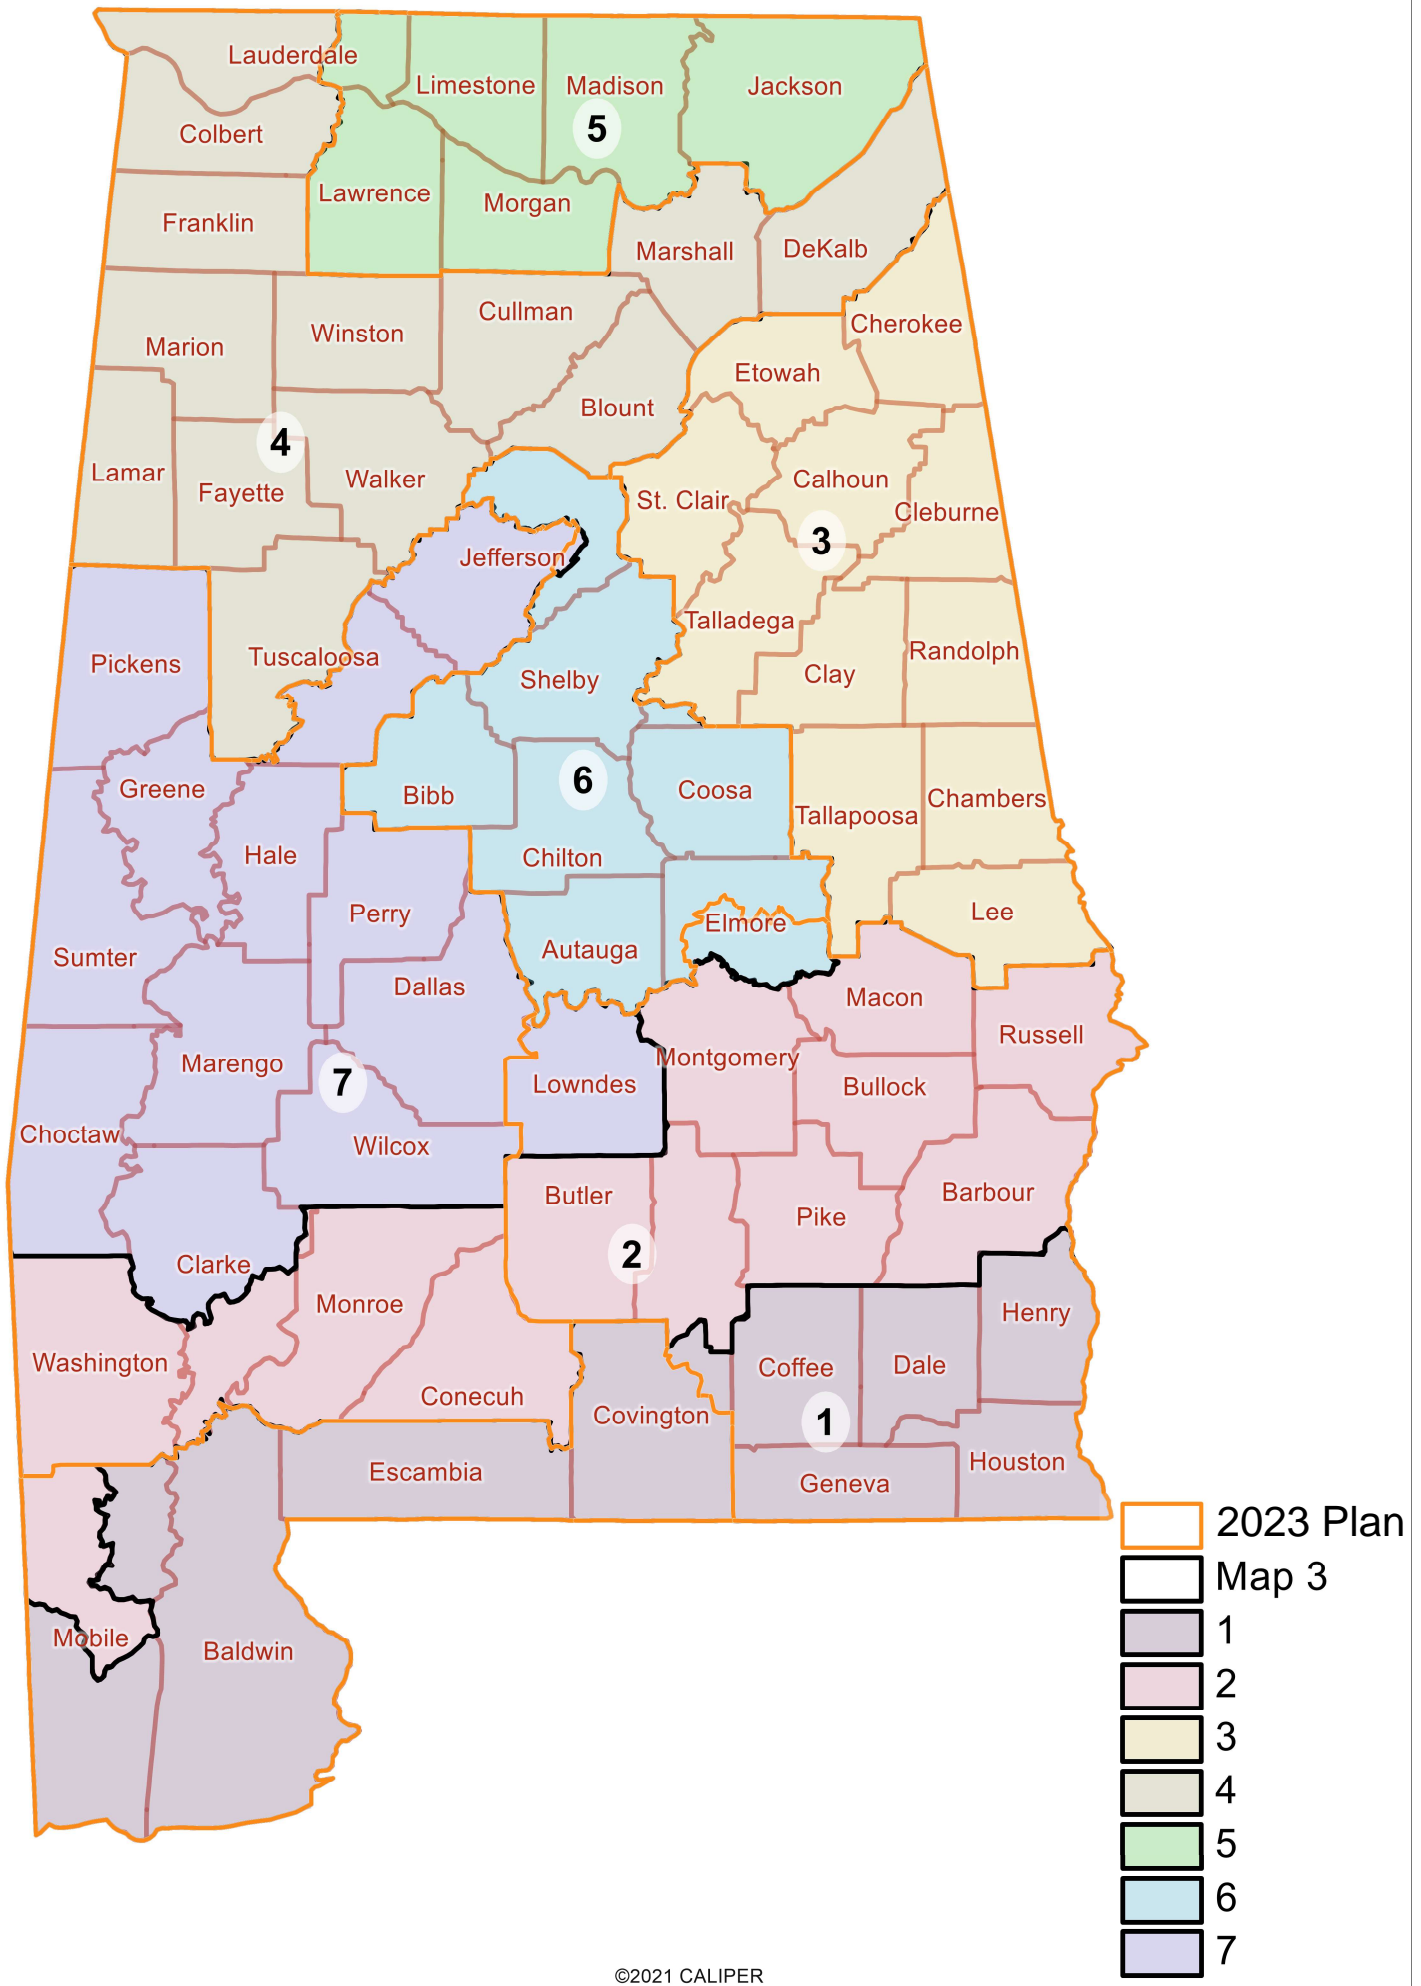 Lauderdale
Limestone
Madison
Jackson
5
Colbert
Lawrence
Morgan
Franklin
Marshall
DeKalb
Cullman
Cherokee
Winston
Marion
Etowah
Blount
4
Lamar
Walker
Fayette
St. Clair
Calhoun
Cleburne
3
Jefferson
Talladega
Randolph
Pickens
Tuscaloosa
Shelby
Clay
6
Greene
Bibb
Coosa
Chambers
Tallapoosa
Hale
Chilton
Perry
Lee
Elmore
Autauga
Sumter
Dallas
Macon
Russell
Marengo
Montgomery
7
Lowndes
Bullock
Choctaw
Wilcox
Butler
Barbour
Pike
2
Clarke
Monroe
Henry
Washington
Coffee
Dale
Conecuh
Covington
1
Escambia
Houston
Geneva
Mobile
Baldwin
2023 Plan
Map 3
1
2
3
4
5
6
7
©2021 CALIPER